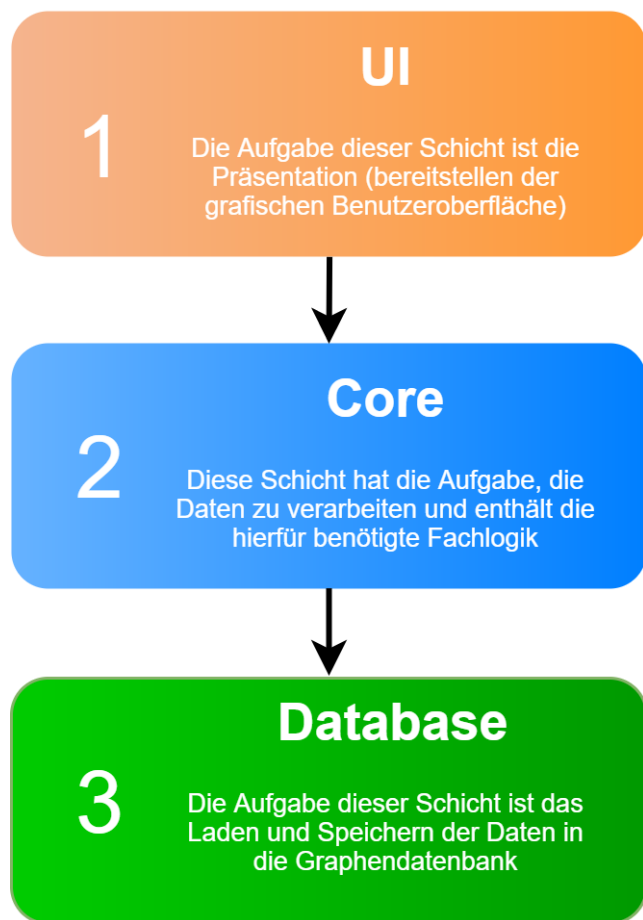 UI
1
Die Aufgabe dieser Schicht ist die
Präsentation (bereitstellen der
grafischen Benutzeroberfläche)
Core
2
Diese Schicht hat die Aufgabe, die
Daten zu verarbeiten und enthält die
hierfür benötigte Fachlogik
Database
3
Die Aufgabe dieser Schicht ist das
Laden und Speichern der Daten in
die Graphendatenbank